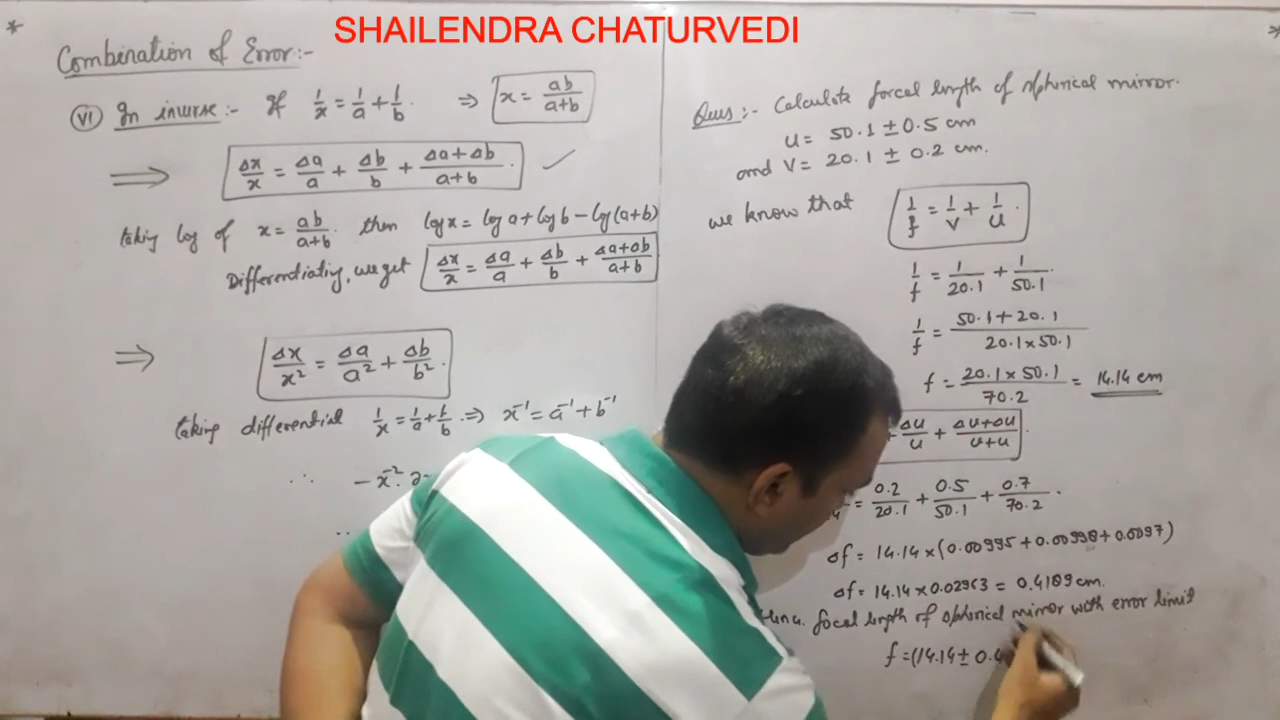 SHAILENDRA CHATURVEDI
Combination of Error:-
(vi) In inverse:- If 1/x = 1/a + 1/b. ⇒ x = ab/(a+b)
⇒ Δx/x = Δa/a + Δb/b + (Δa+Δb)/(a+b). ✓
taking log of x = ab/(a+b). then log x = log a + log b − log(a+b)
Differentiating, we get Δx/x = Δa/a + Δb/b + (Δa+Δb)/(a+b)
⇒ Δx/x² = Δa/a² + Δb/b².
taking differential 1/x = 1/a + 1/b. ⇒ x⁻¹ = a⁻¹ + b⁻¹
∴ − x⁻².
Ques:- Calculate forcal length of spherical mirror.
u = 50.1 ± 0.5 cm
and v = 20.1 ± 0.2 cm.
we know that 1/f = 1/v + 1/u.
1/f = 1/20.1 + 1/50.1.
1/f = (50.1+20.1)/(20.1×50.1)
f = (20.1×50.1)/70.2 = 14.14 cm
+ Δu/u + (Δu+Δu)/(u+u).
= 0.2/20.1 + 0.5/50.1 + 0.7/70.2.
Δf = 14.14×(0.00995+0.00998+0.0097)
Δf = 14.14×0.02963 = 0.4189 cm.
focal length of spherical mirror with error limit
f = (14.14 ± 0.4